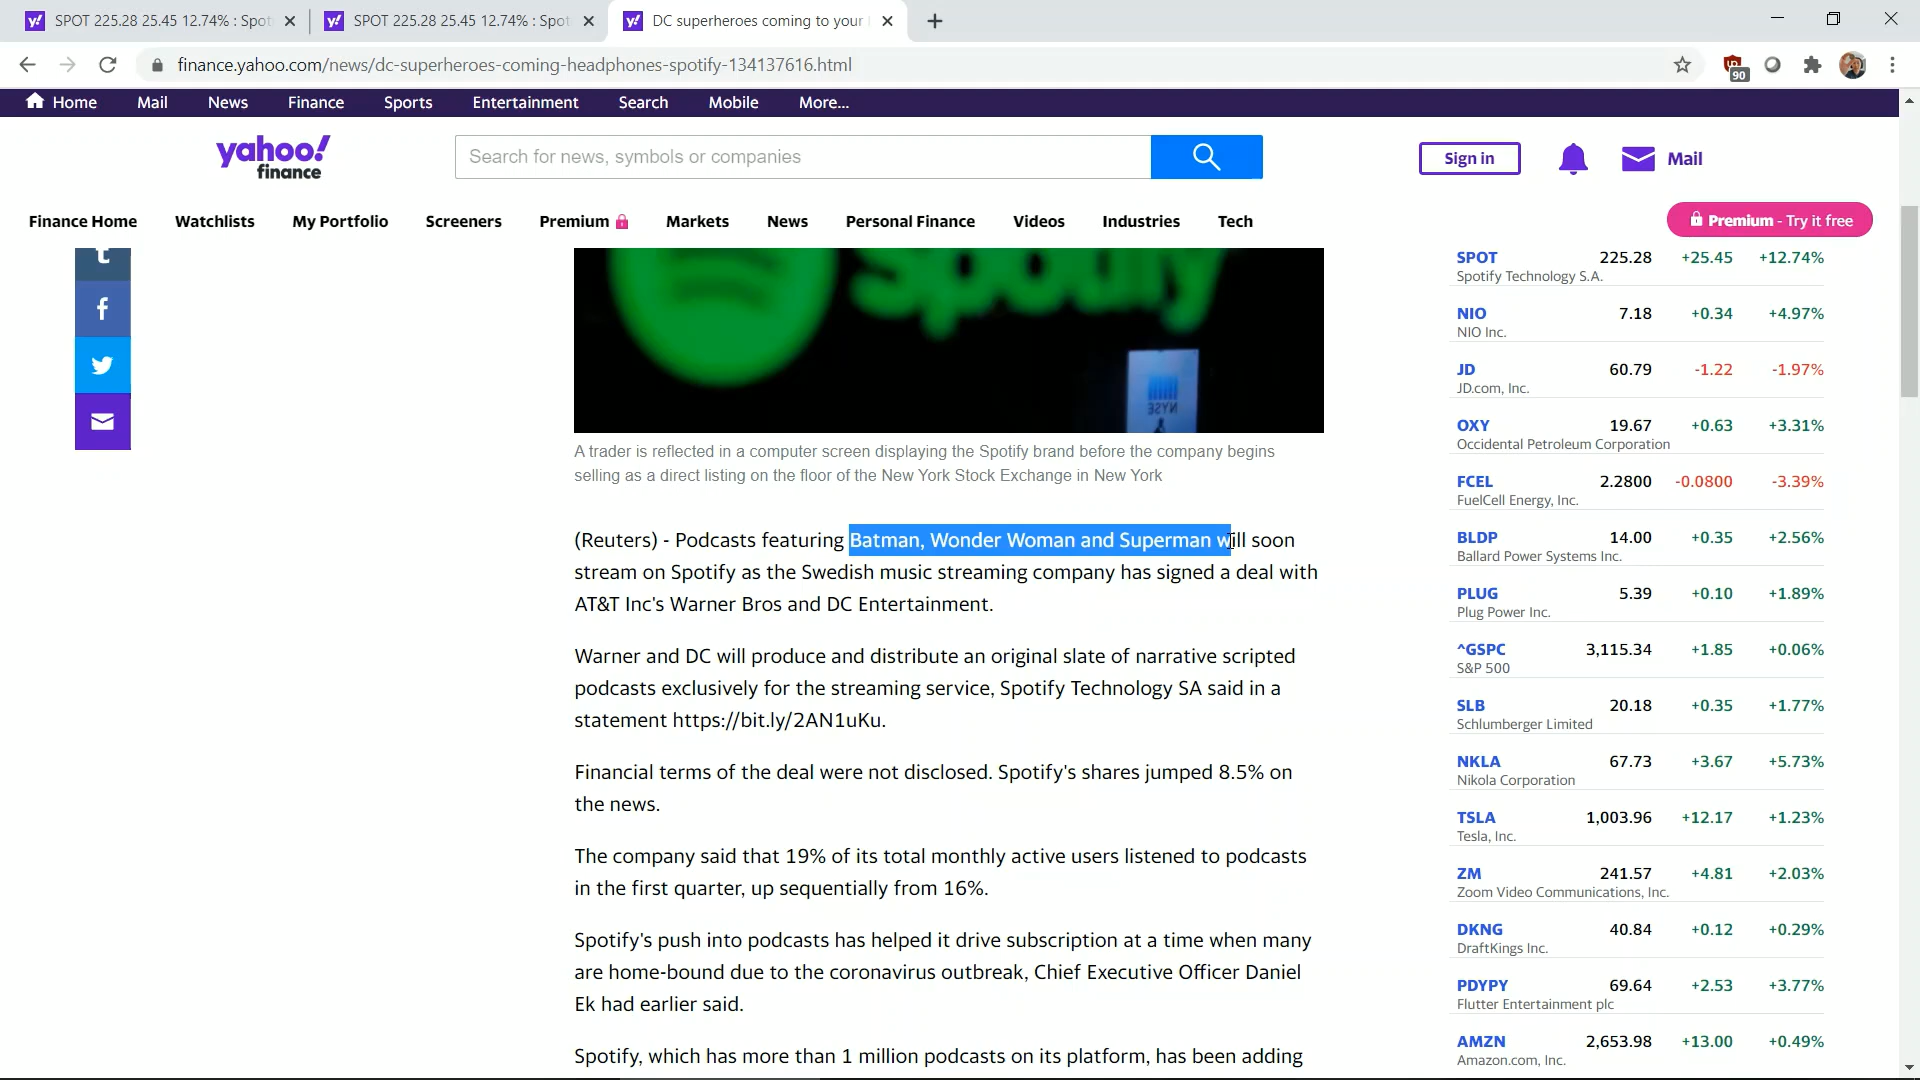 SPOT 225.28 25.45 12.74% : Spot
SPOT 225.28 25.45 12.74% : Spot
DC superheroes coming to your
finance.yahoo.com/news/dc-superheroes-coming-headphones-spotify-134137616.html
90
Home Mail News Finance Sports Entertainment Search Mobile More...
yahoo!
finance
Search for news, symbols or companies
Sign in
Mail
Finance Home Watchlists My Portfolio Screeners Premium Markets News Personal Finance Videos Industries Tech
Premium - Try it free
spotify
NYSE
A trader is reflected in a computer screen displaying the Spotify brand before the company begins
selling as a direct listing on the floor of the New York Stock Exchange in New York
(Reuters) - Podcasts featuring Batman, Wonder Woman and Superman will soon
stream on Spotify as the Swedish music streaming company has signed a deal with
AT&T Inc's Warner Bros and DC Entertainment.
Warner and DC will produce and distribute an original slate of narrative scripted
podcasts exclusively for the streaming service, Spotify Technology SA said in a
statement https://bit.ly/2AN1uKu.
Financial terms of the deal were not disclosed. Spotify's shares jumped 8.5% on
the news.
The company said that 19% of its total monthly active users listened to podcasts
in the first quarter, up sequentially from 16%.
Spotify's push into podcasts has helped it drive subscription at a time when many
are home-bound due to the coronavirus outbreak, Chief Executive Officer Daniel
Ek had earlier said.
Spotify, which has more than 1 million podcasts on its platform, has been adding
SPOT 225.28 +25.45 +12.74%
Spotify Technology S.A.
NIO 7.18 +0.34 +4.97%
NIO Inc.
JD 60.79 -1.22 -1.97%
JD.com, Inc.
OXY 19.67 +0.63 +3.31%
Occidental Petroleum Corporation
FCEL 2.2800 -0.0800 -3.39%
FuelCell Energy, Inc.
BLDP 14.00 +0.35 +2.56%
Ballard Power Systems Inc.
PLUG 5.39 +0.10 +1.89%
Plug Power Inc.
^GSPC 3,115.34 +1.85 +0.06%
S&P 500
SLB 20.18 +0.35 +1.77%
Schlumberger Limited
NKLA 67.73 +3.67 +5.73%
Nikola Corporation
TSLA 1,003.96 +12.17 +1.23%
Tesla, Inc.
ZM 241.57 +4.81 +2.03%
Zoom Video Communications, Inc.
DKNG 40.84 +0.12 +0.29%
DraftKings Inc.
PDYPY 69.64 +2.53 +3.77%
Flutter Entertainment plc
AMZN 2,653.98 +13.00 +0.49%
Amazon.com, Inc.